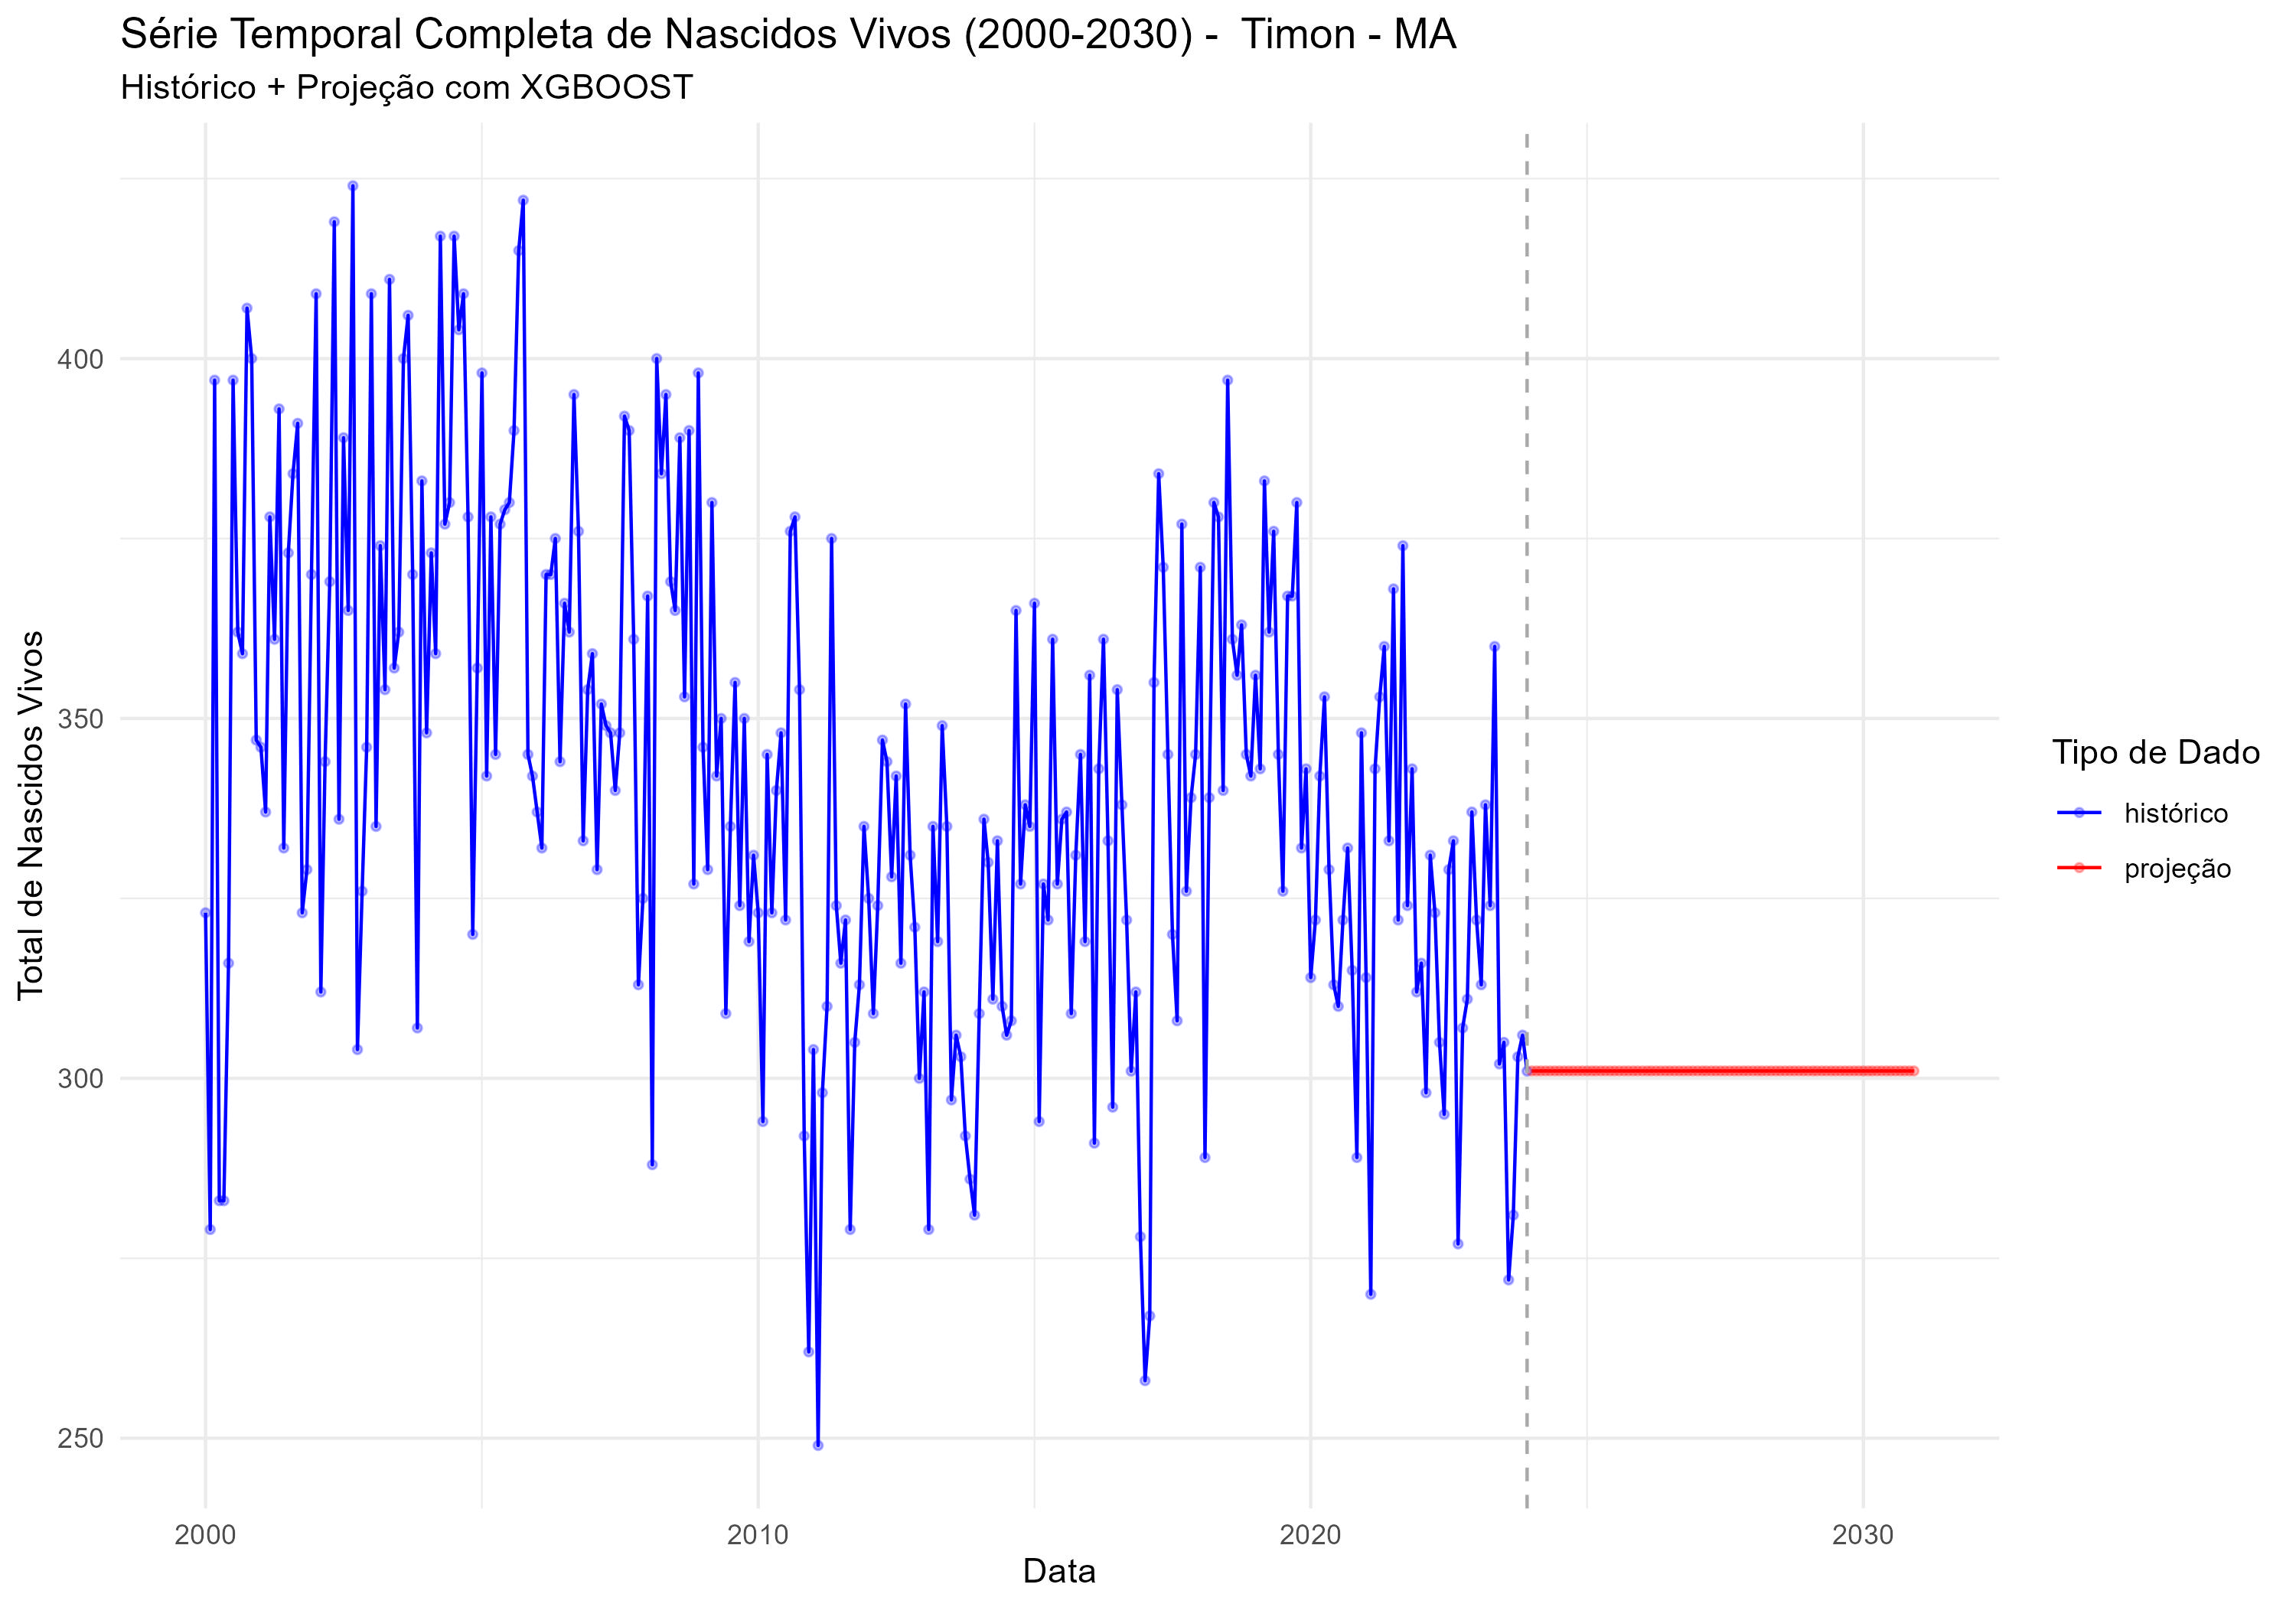 Série Temporal Completa de Nascidos Vivos (2000-2030) -  Timon - MA
Histórico + Projeção com XGBOOST
Total de Nascidos Vivos
400
350
300
250
2000
2010
2020
2030
Data
Tipo de Dado
histórico
projeção